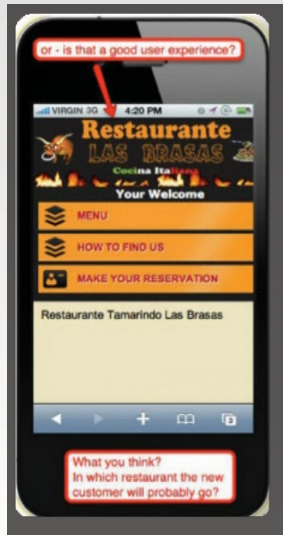 or - is that a good user experience?
VIRGIN 3G 4:20 PM
Restaurante
LAS BRASAS
Cocina Italiana
Your Welcome
MENU
HOW TO FIND US
MAKE YOUR RESERVATION
Restaurante Tamarindo Las Brasas
3
What you think?
In which restaurant the new
customer will probably go?